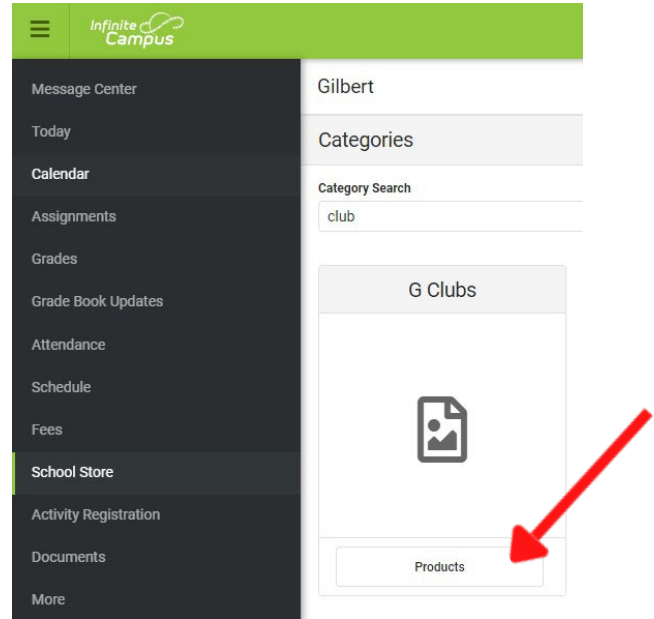 Infinite
Campus
Message Center
Today
Calendar
Assignments
Grades
Grade Book Updates
Attendance
Schedule
Fees
School Store
Activity Registration
Documents
More
Gilbert
Categories
Category Search
club
G Clubs
Products